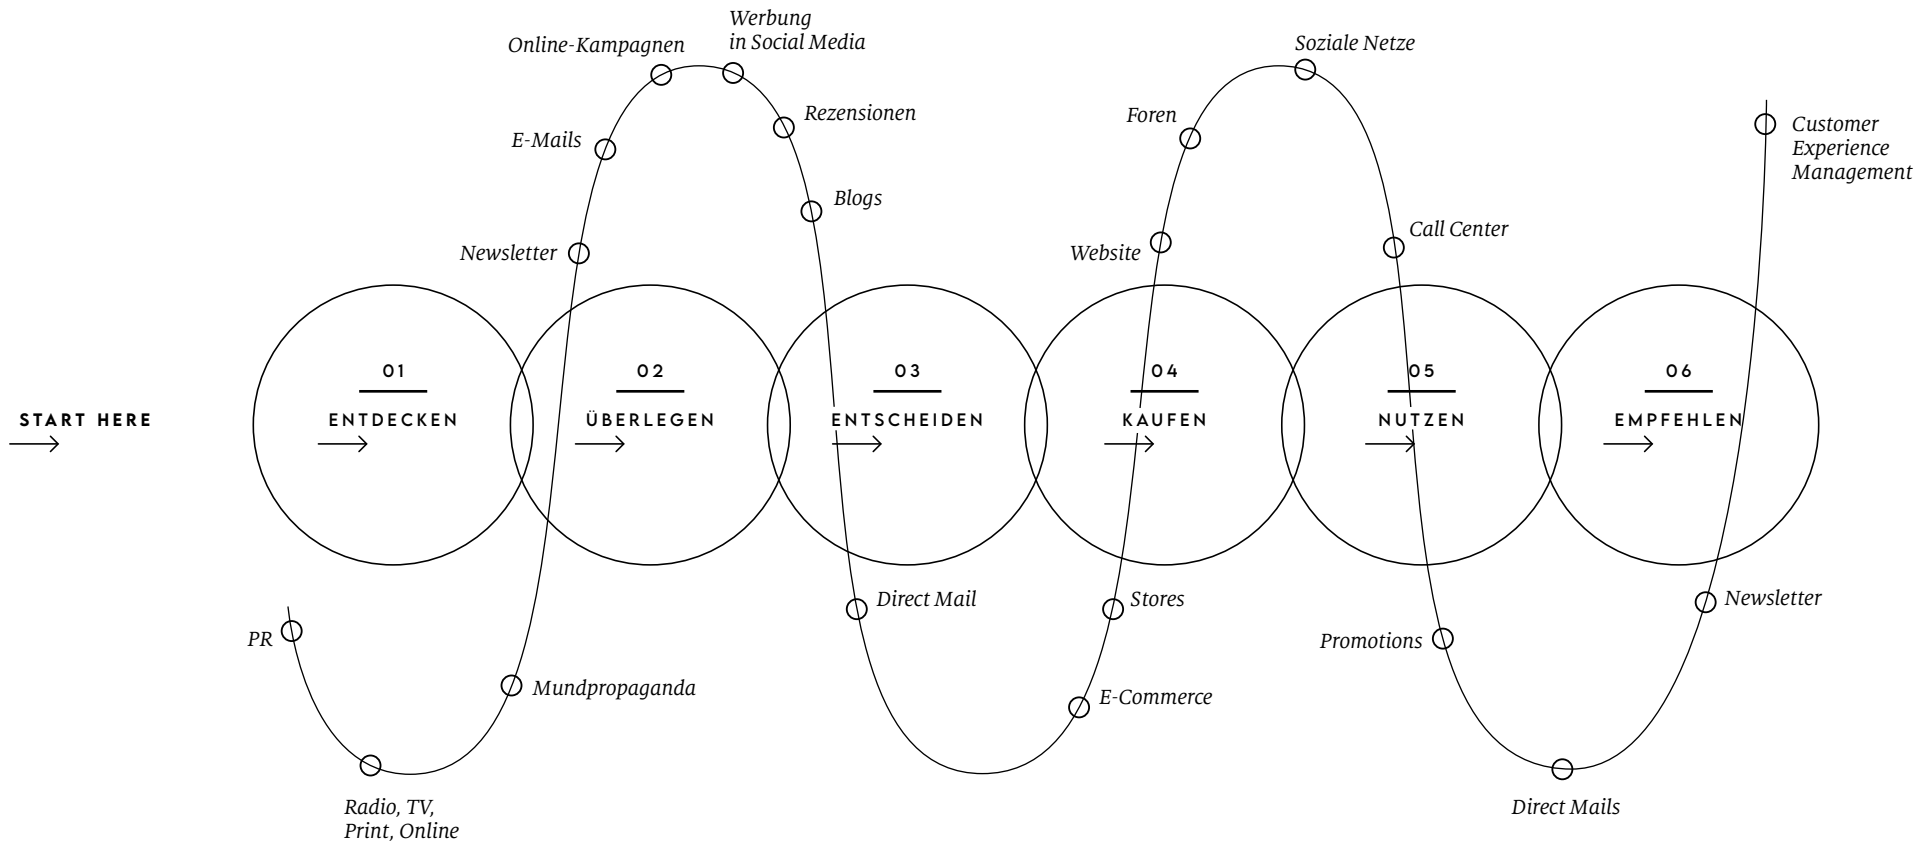 START HERE
01
ENTDECKEN
02
ÜBERLEGEN
03
ENTSCHEIDEN
04
KAUFEN
05
NUTZEN
06
EMPFEHLEN
PR
Radio, TV,
Print, Online
Mundpropaganda
Newsletter
E-Mails
Online-Kampagnen
Werbung
in Social Media
Rezensionen
Blogs
Direct Mail
E-Commerce
Stores
Website
Foren
Soziale Netze
Call Center
Promotions
Direct Mails
Newsletter
Customer
Experience
Management